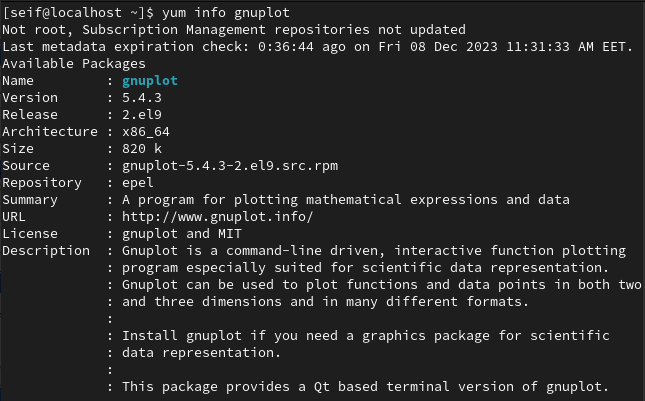 [seif@localhost ~]$ yum info gnuplot
Not root, Subscription Management repositories not updated
Last metadata expiration check: 0:36:44 ago on Fri 08 Dec 2023 11:31:33 AM EET.
Available Packages
Name         : gnuplot
Version      : 5.4.3
Release      : 2.el9
Architecture : x86_64
Size         : 820 k
Source       : gnuplot-5.4.3-2.el9.src.rpm
Repository   : epel
Summary      : A program for plotting mathematical expressions and data
URL          : http://www.gnuplot.info/
License      : gnuplot and MIT
Description  : Gnuplot is a command-line driven, interactive function plotting
             : program especially suited for scientific data representation.
             : Gnuplot can be used to plot functions and data points in both two
             : and three dimensions and in many different formats.
             :
             : Install gnuplot if you need a graphics package for scientific
             : data representation.
             :
             : This package provides a Qt based terminal version of gnuplot.